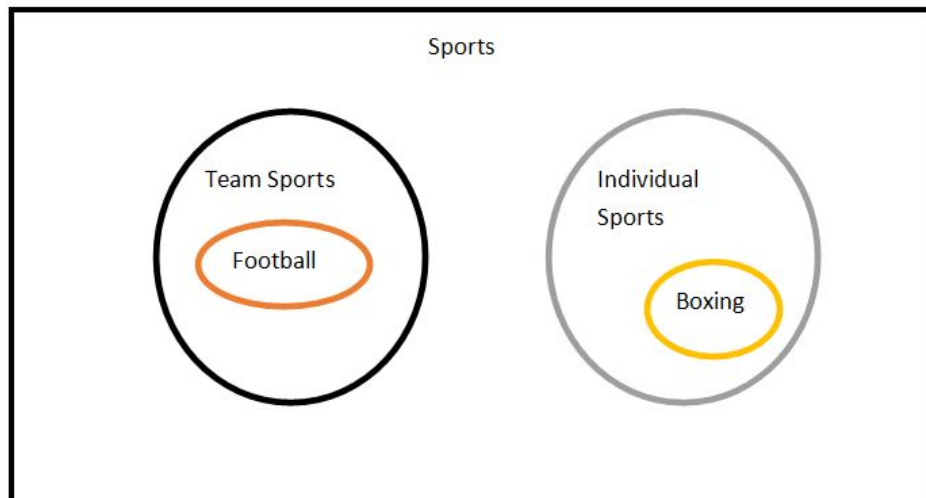 Sports
Team Sports
Football
Individual
Sports
Boxing